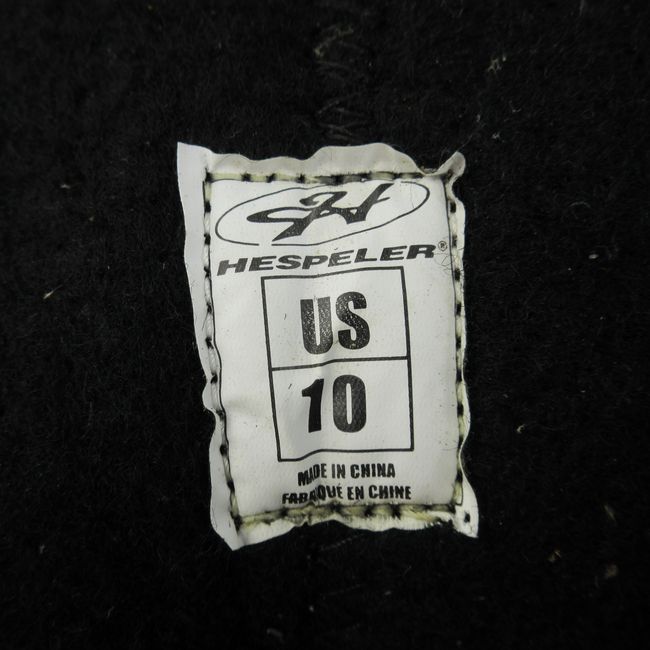 H
HESPELER®
US
10
MADE IN CHINA
FABRIQUÉ EN CHINE